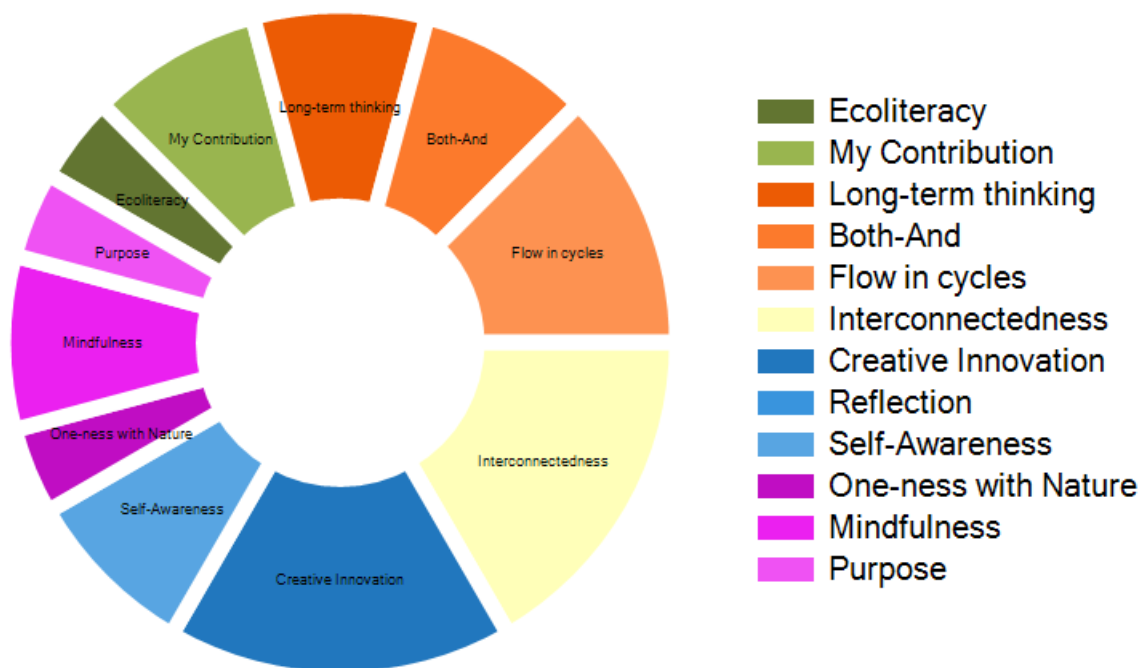 Long-term thinking
My Contribution
Both-And
Ecoliteracy
Purpose
Flow in cycles
Mindfulness
One-ness with Nature
Interconnectedness
Self-Awareness
Creative Innovation
Ecoliteracy
My Contribution
Long-term thinking
Both-And
Flow in cycles
Interconnectedness
Creative Innovation
Reflection
Self-Awareness
One-ness with Nature
Mindfulness
Purpose